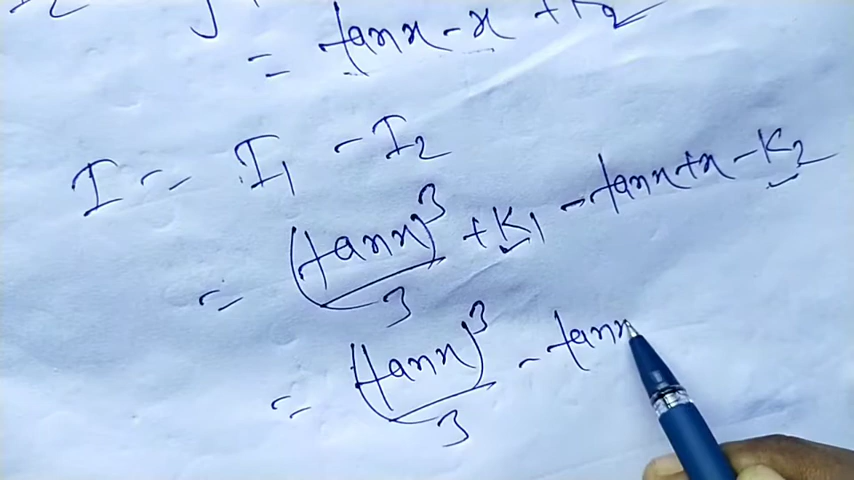 = tanx - x + K2
I = I1 - I2
= (tanx)^3/3 + K1 - tanx + x - K2
= (tanx)^3/3 - tanx